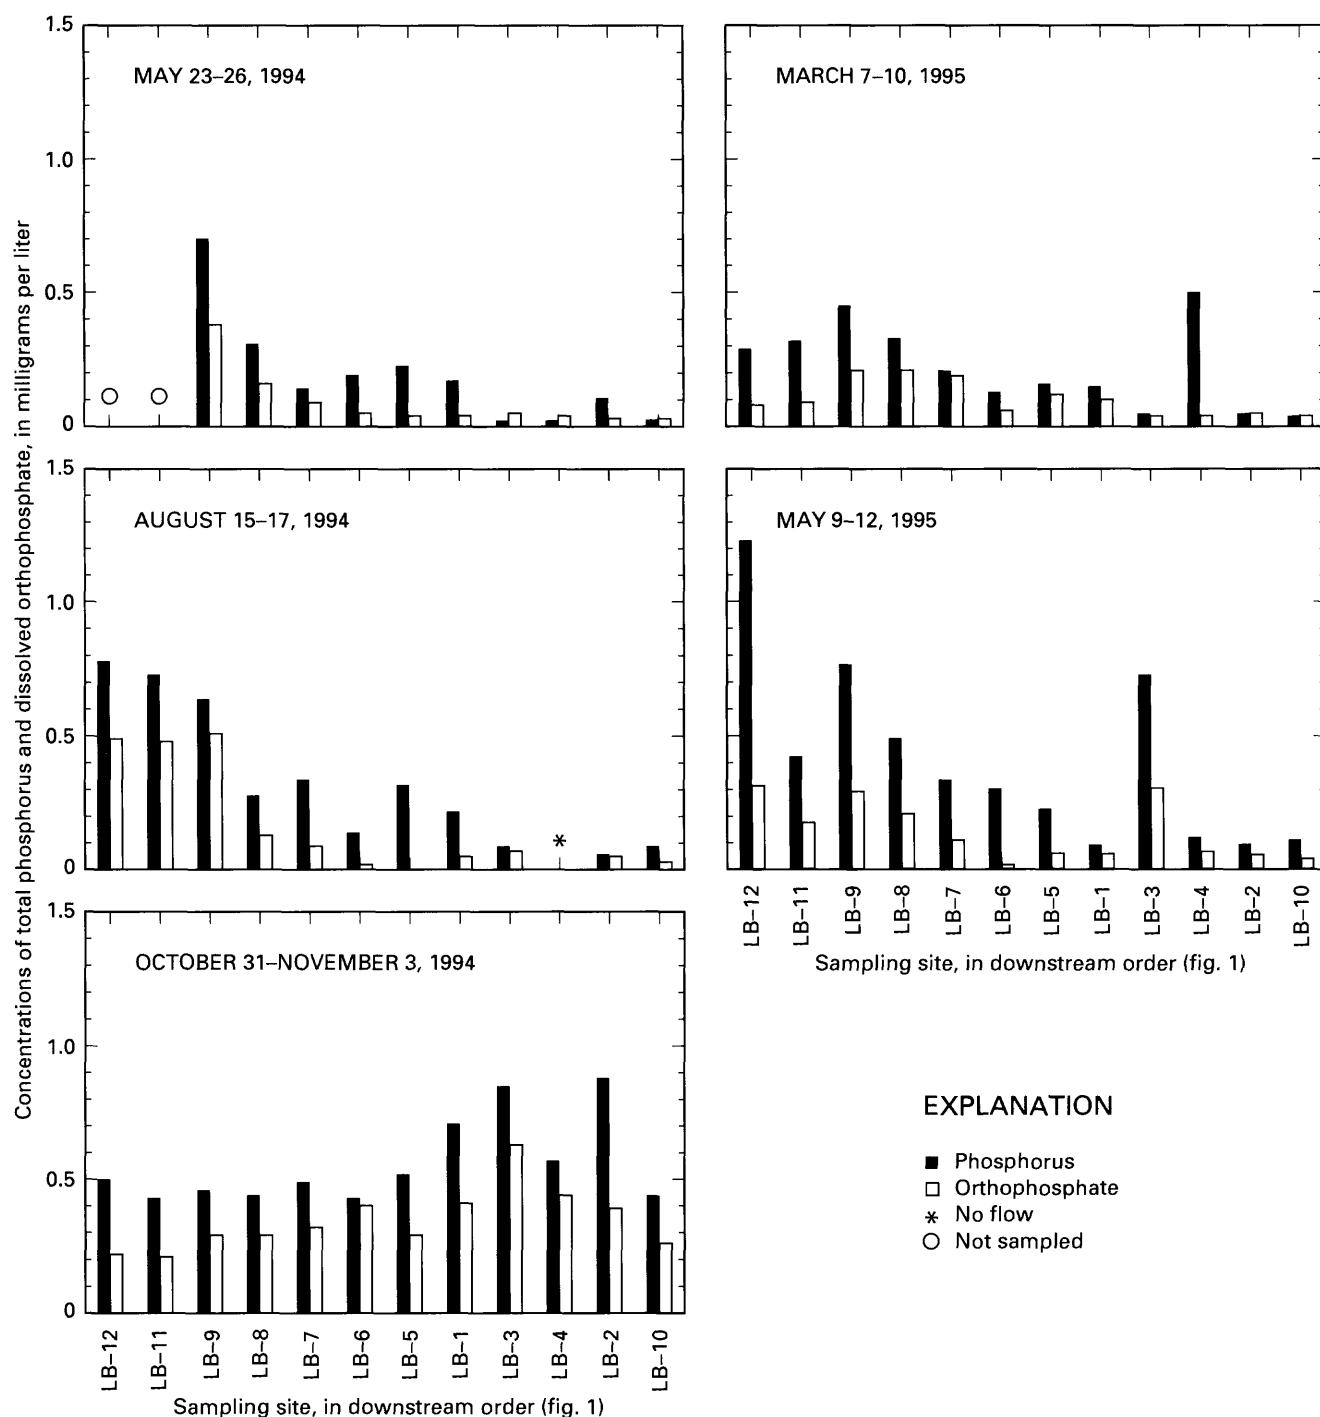 Concentrations of total phosphorus and dissolved orthophosphate, in milligrams per liter
1.5
1.0
0.5
0
MAY 23–26, 1994
MARCH 7–10, 1995
1.5
1.0
0.5
0
AUGUST 15–17, 1994
MAY 9–12, 1995
LB–12
LB–11
LB–9
LB–8
LB–7
LB–6
LB–5
LB–1
LB–3
LB–4
LB–2
LB–10
Sampling site, in downstream order (fig. 1)
1.5
1.0
0.5
0
OCTOBER 31–NOVEMBER 3, 1994
LB–12
LB–11
LB–9
LB–8
LB–7
LB–6
LB–5
LB–1
LB–3
LB–4
LB–2
LB–10
Sampling site, in downstream order (fig. 1)
EXPLANATION
Phosphorus
Orthophosphate
* No flow
Not sampled